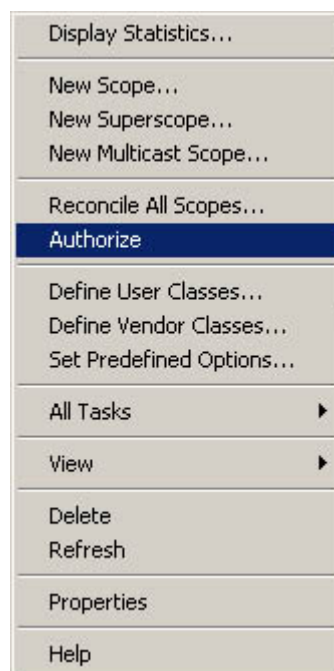 Display Statistics...
New Scope...
New Superscope...
New Multicast Scope...
Reconcile All Scopes...
Authorize
Define User Classes...
Define Vendor Classes...
Set Predefined Options...
All Tasks
View
Delete
Refresh
Properties
Help